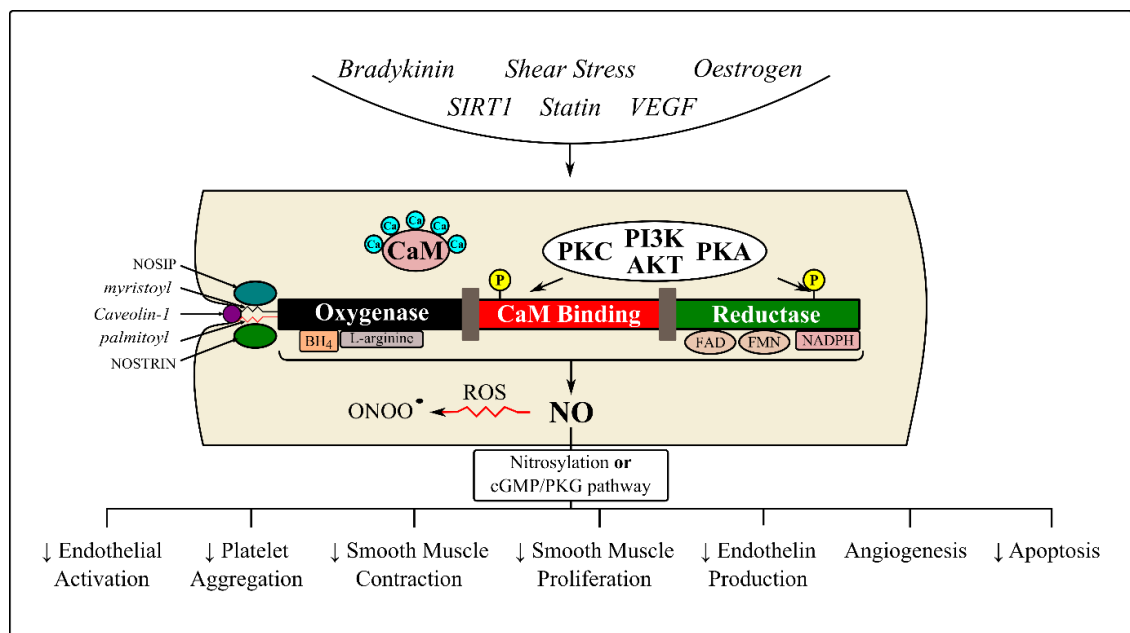 Bradykinin Shear Stress Oestrogen
SIRT1 Statin VEGF
Ca Ca Ca Ca Ca
CaM
PKC PI3K AKT PKA
P P
NOSIP
myristoyl
Caveolin-1
palmitoyl
NOSTRIN
Oxygenase CaM Binding Reductase
BH4 L-arginine FAD FMN NADPH
ONOO• ROS NO
Nitrosylation or
cGMP/PKG pathway
↓ Endothelial
Activation
↓ Platelet
Aggregation
↓ Smooth Muscle
Contraction
↓ Smooth Muscle
Proliferation
↓ Endothelin
Production
Angiogenesis
↓ Apoptosis